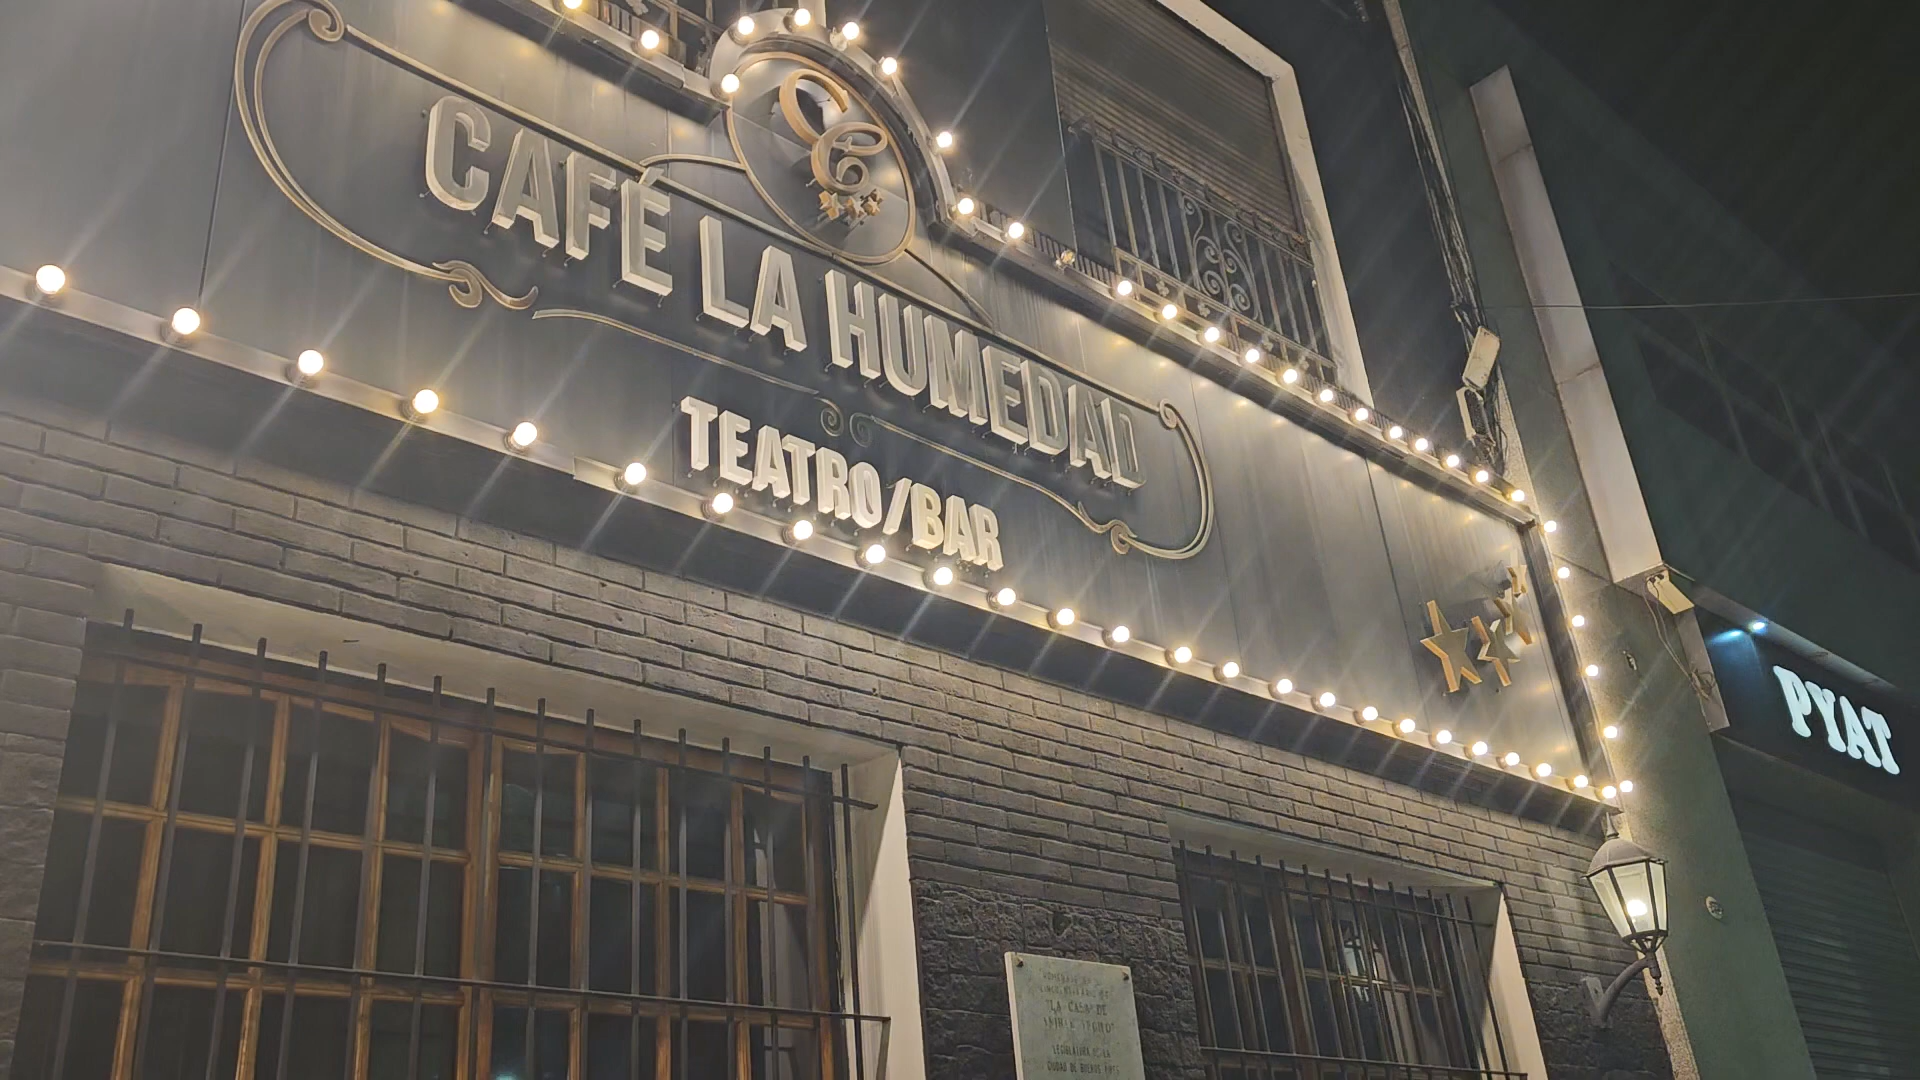 CAFÉ LA HUMEDAD
TEATRO/BAR
PYAT
"LA CASA DE
LEGISLATURA DE LA
CIUDAD DE BUENOS AIRES